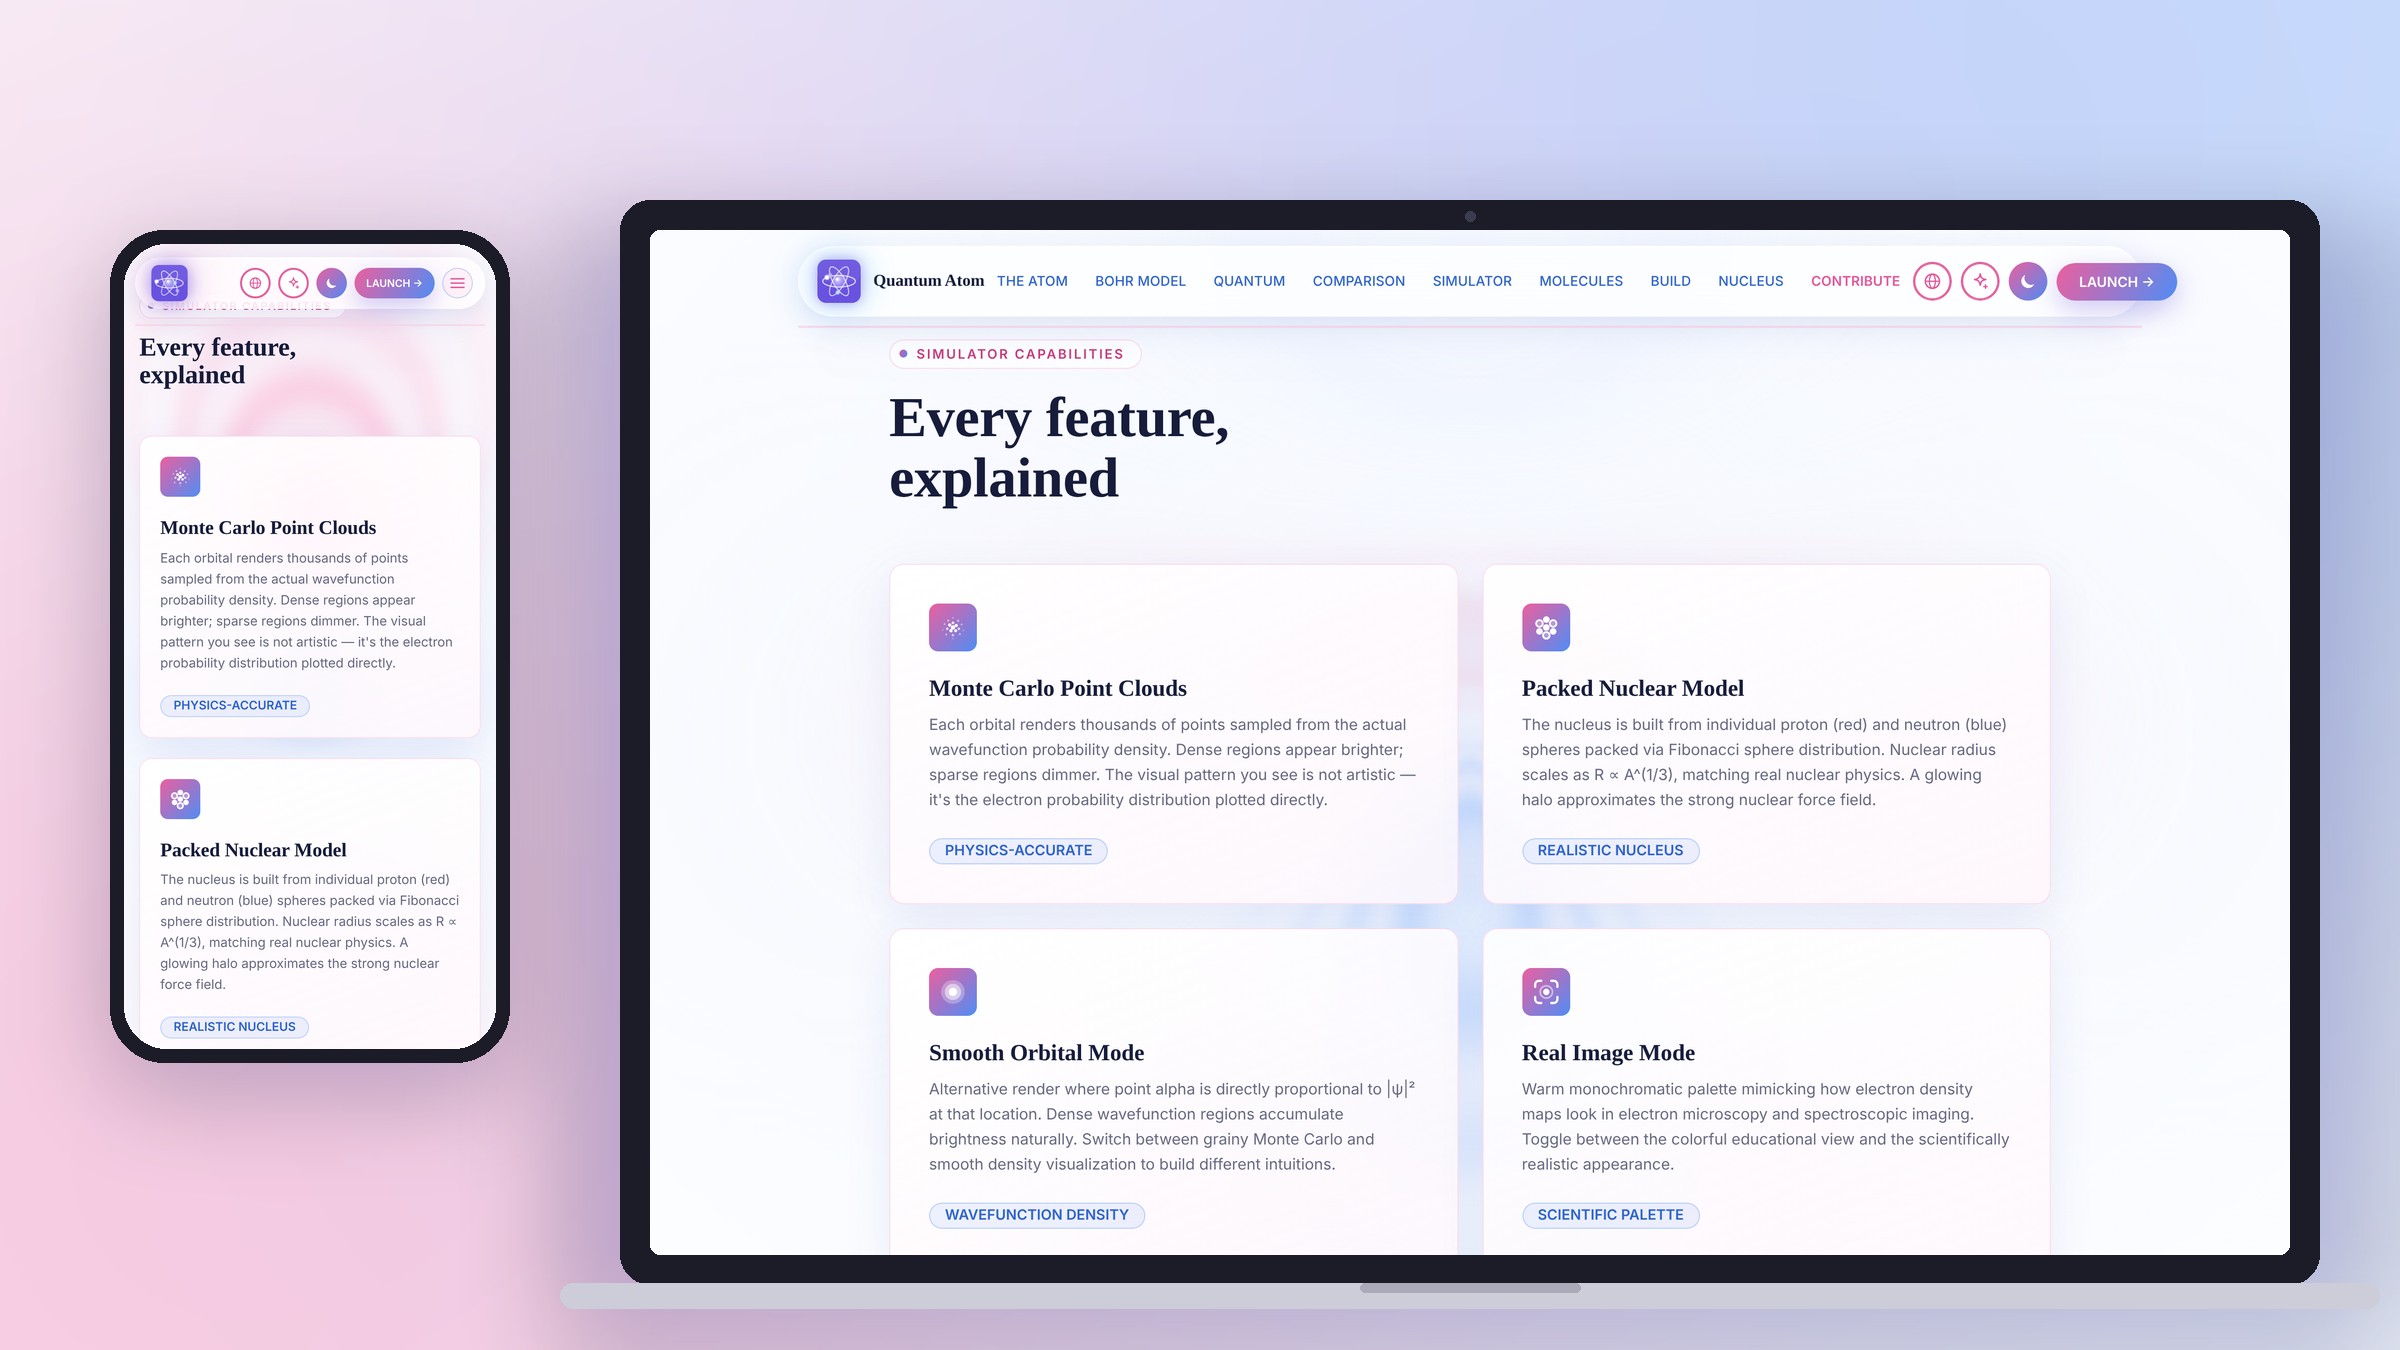 LAUNCH →
SIMULATOR CAPABILITIES
Every feature,
explained
Monte Carlo Point Clouds
Each orbital renders thousands of points
sampled from the actual wavefunction
probability density. Dense regions appear
brighter; sparse regions dimmer. The visual
pattern you see is not artistic — it's the electron
probability distribution plotted directly.
PHYSICS-ACCURATE
Packed Nuclear Model
The nucleus is built from individual proton (red)
and neutron (blue) spheres packed via Fibonacci
sphere distribution. Nuclear radius scales as R ∝
A^(1/3), matching real nuclear physics. A
glowing halo approximates the strong nuclear
force field.
REALISTIC NUCLEUS
Quantum Atom THE ATOM BOHR MODEL QUANTUM COMPARISON SIMULATOR MOLECULES BUILD NUCLEUS CONTRIBUTE LAUNCH →
SIMULATOR CAPABILITIES
Every feature,
explained
Monte Carlo Point Clouds
Each orbital renders thousands of points sampled from the actual
wavefunction probability density. Dense regions appear brighter;
sparse regions dimmer. The visual pattern you see is not artistic —
it's the electron probability distribution plotted directly.
PHYSICS-ACCURATE
Packed Nuclear Model
The nucleus is built from individual proton (red) and neutron (blue)
spheres packed via Fibonacci sphere distribution. Nuclear radius
scales as R ∝ A^(1/3), matching real nuclear physics. A glowing
halo approximates the strong nuclear force field.
REALISTIC NUCLEUS
Smooth Orbital Mode
Alternative render where point alpha is directly proportional to |ψ|²
at that location. Dense wavefunction regions accumulate
brightness naturally. Switch between grainy Monte Carlo and
smooth density visualization to build different intuitions.
WAVEFUNCTION DENSITY
Real Image Mode
Warm monochromatic palette mimicking how electron density
maps look in electron microscopy and spectroscopic imaging.
Toggle between the colorful educational view and the scientifically
realistic appearance.
SCIENTIFIC PALETTE